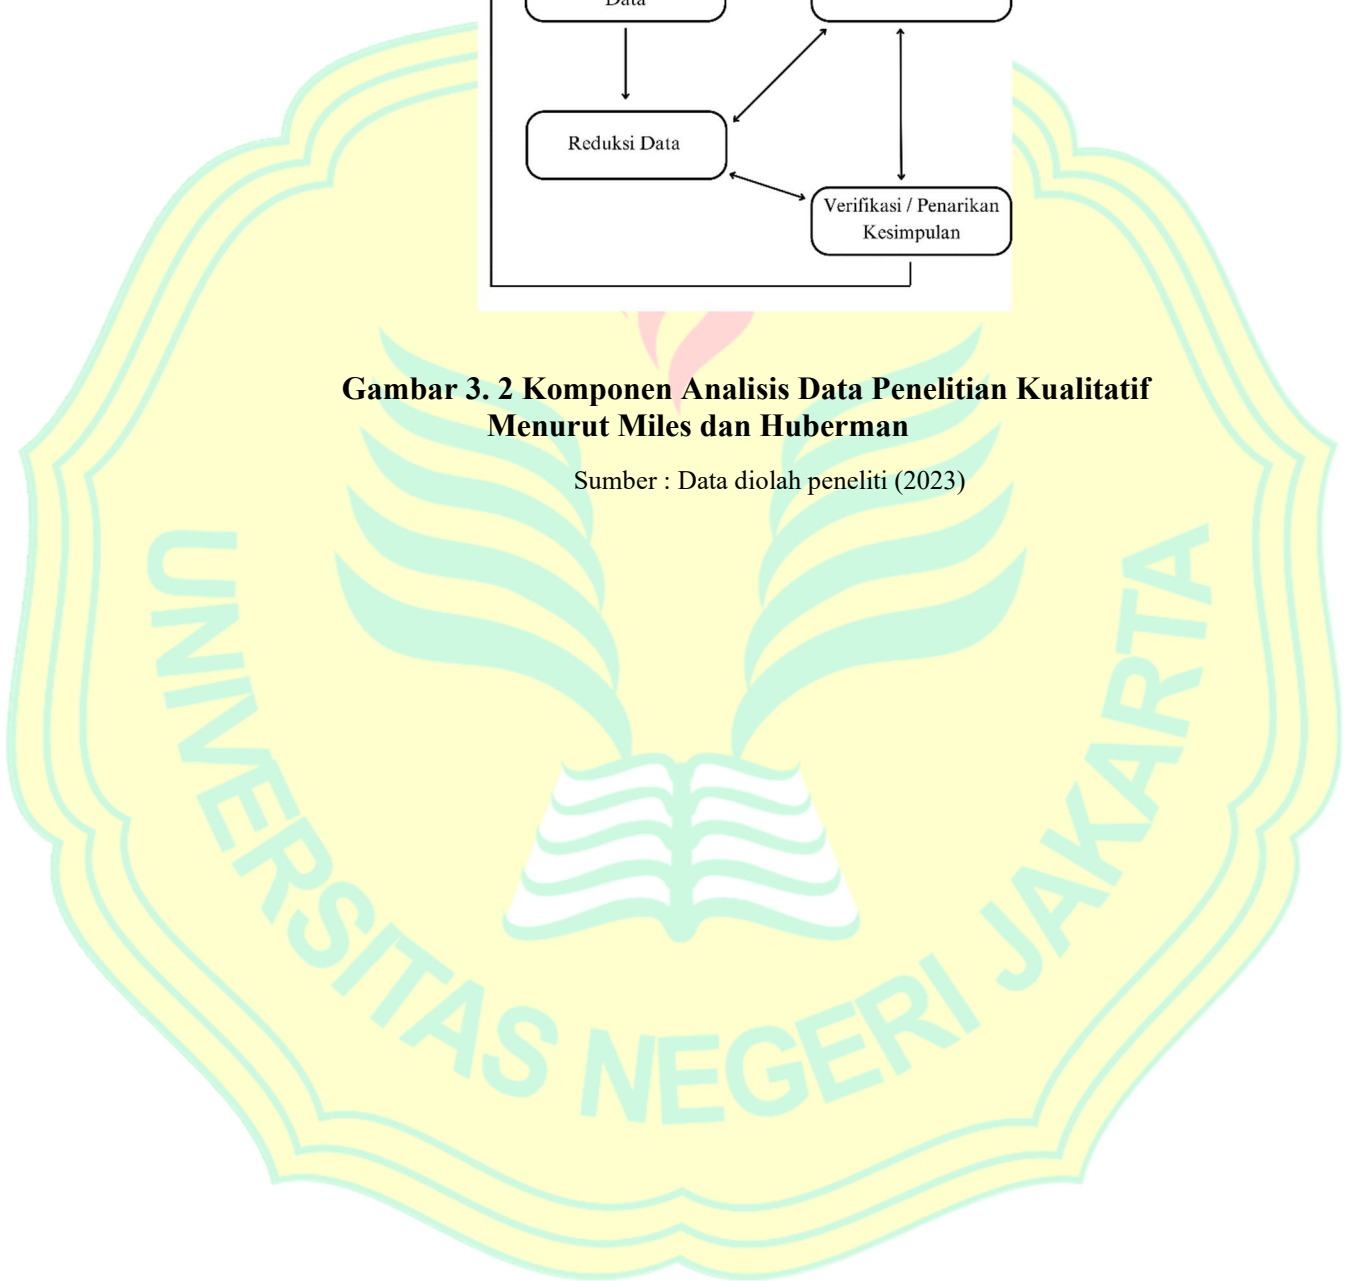 Data
Reduksi Data
Verifikasi / Penarikan
Kesimpulan
Gambar 3. 2 Komponen Analisis Data Penelitian Kualitatif
Menurut Miles dan Huberman
Sumber : Data diolah peneliti (2023)
UNIVERSITAS NEGERI JAKARTA